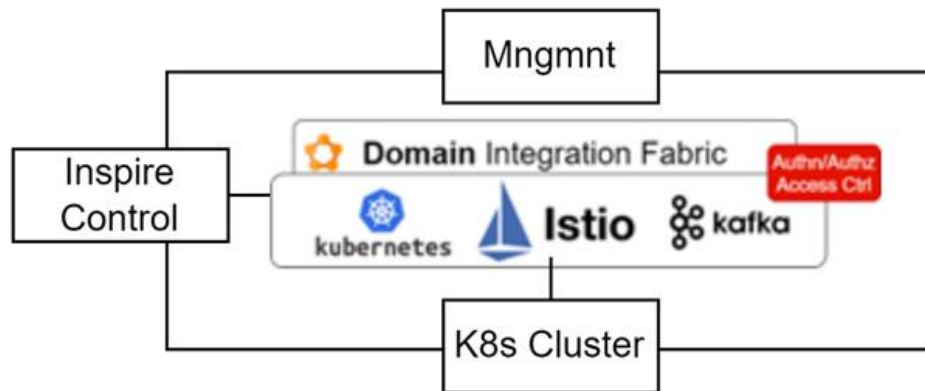 Mngmnt
Domain Integration Fabric
Authn/Authz
Access Ctrl
Inspire
Control
kubernetes
Istio
kafka
K8s Cluster